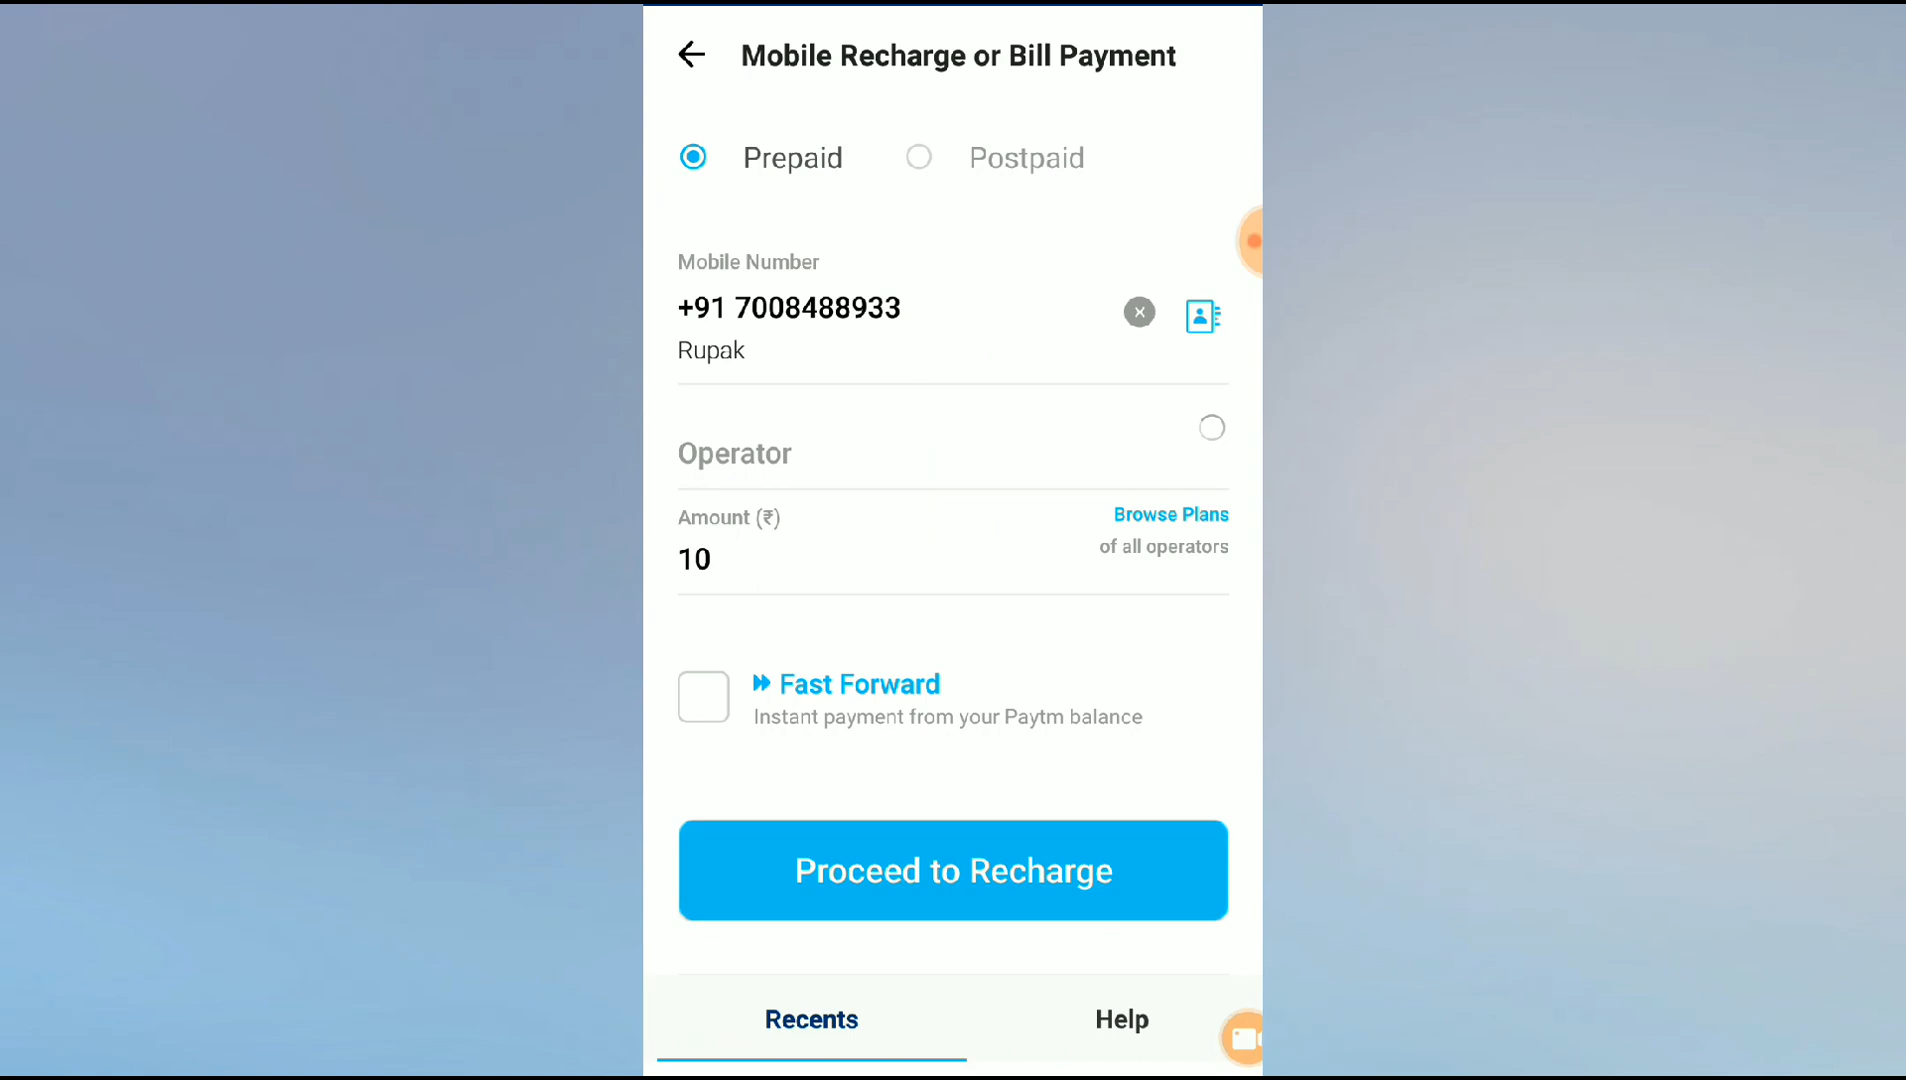 Mobile Recharge or Bill Payment
Prepaid
Postpaid
Mobile Number
+91 7008488933
Rupak
Operator
Amount (₹)
Browse Plans
10
of all operators
Fast Forward
Instant payment from your Paytm balance
Proceed to Recharge
Recents
Help